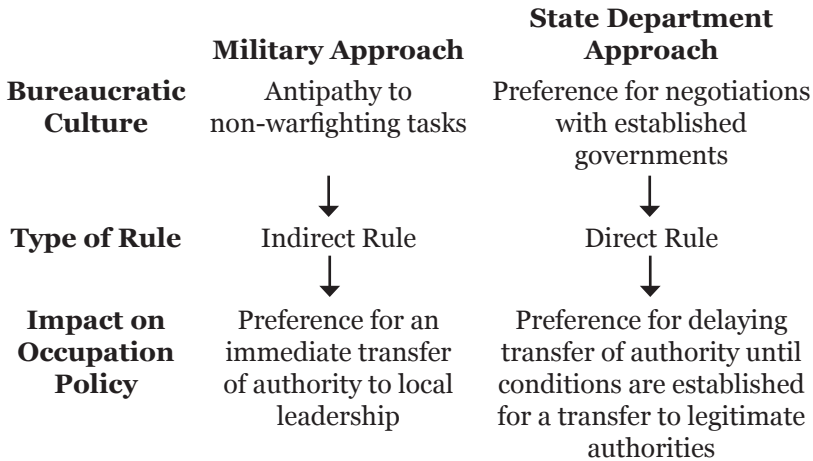 Military Approach
State Department
Approach
Bureaucratic
Culture
Antipathy to
non-warfighting tasks
Preference for negotiations
with established
governments
Type of Rule
Indirect Rule
Direct Rule
Impact on
Occupation
Policy
Preference for an
immediate transfer
of authority to local
leadership
Preference for delaying
transfer of authority until
conditions are established
for a transfer to legitimate
authorities